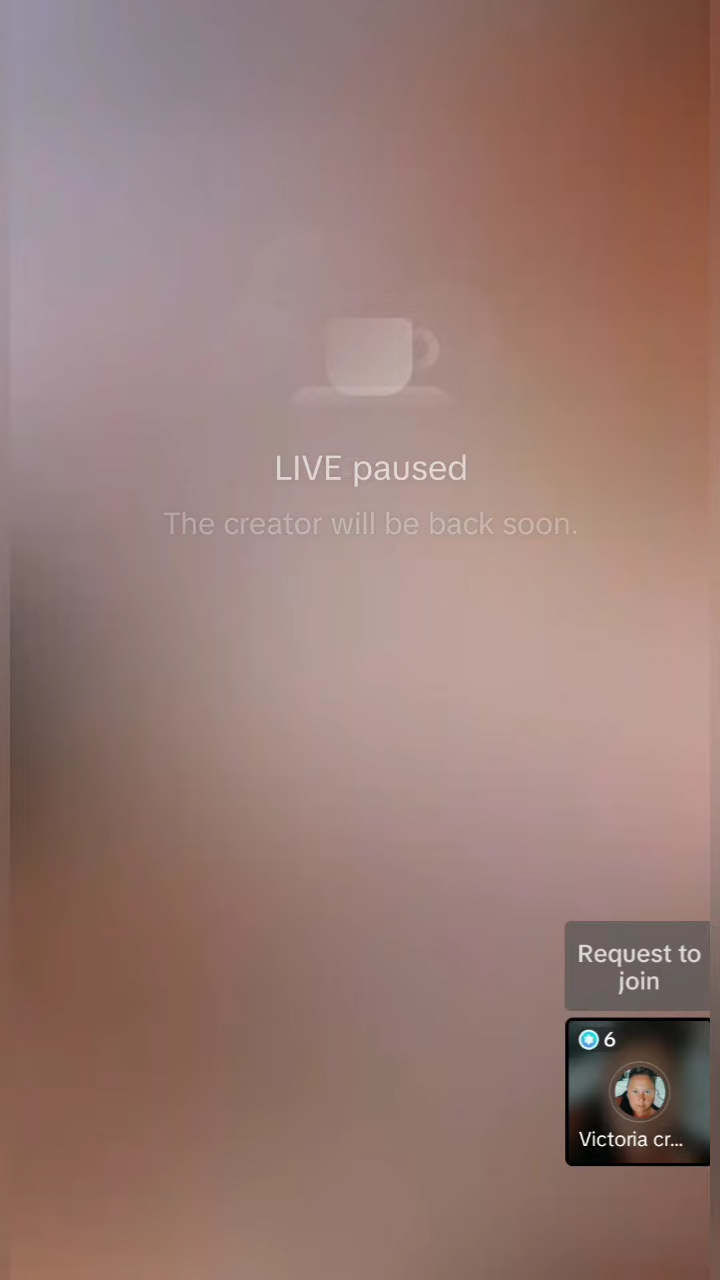 LIVE paused
The creator will be back soon.
Request to
join
6
Victoria cr...